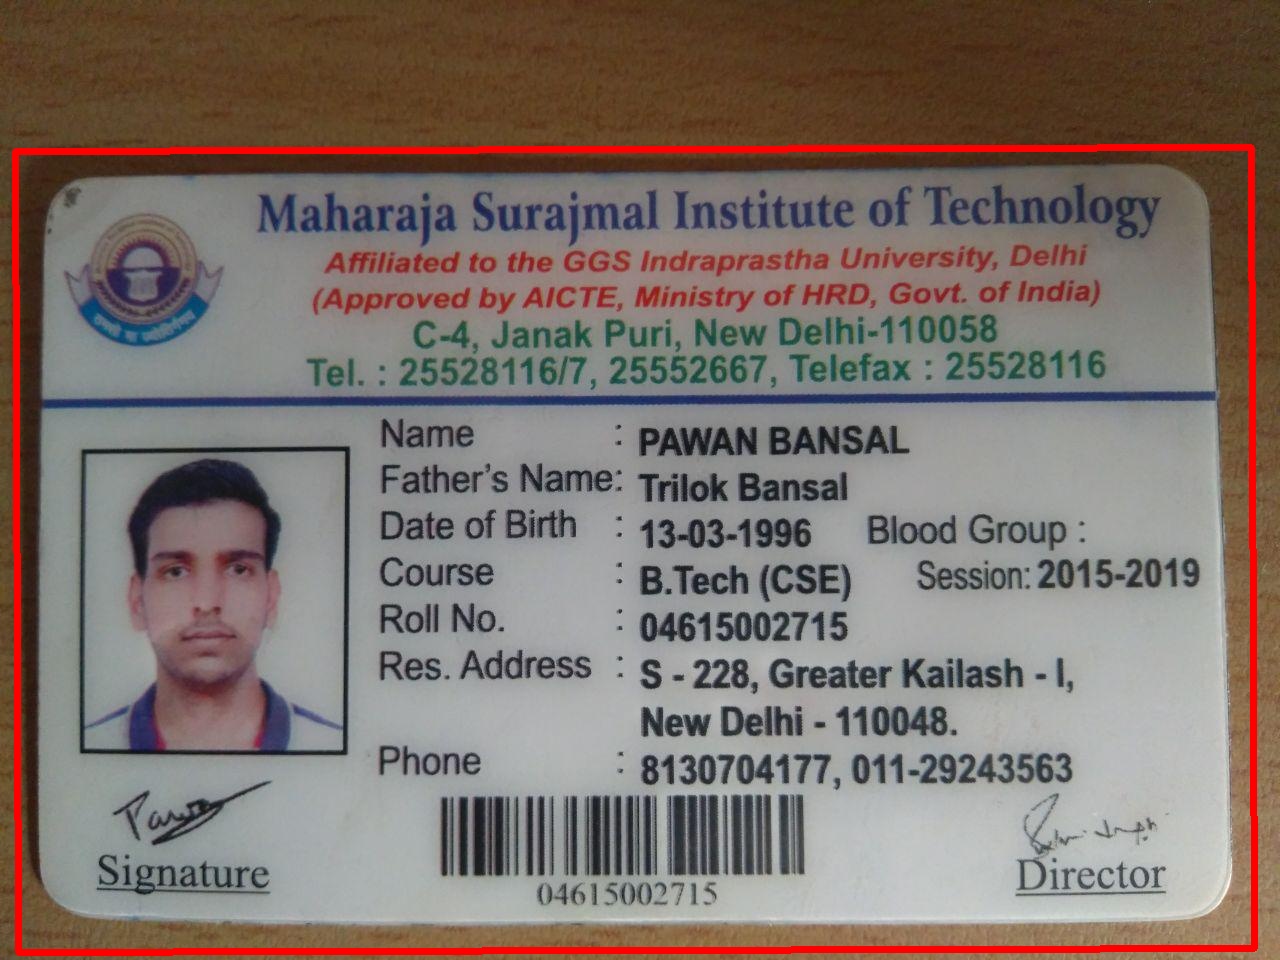 Maharaja Surajmal Institute of Technology
Affiliated to the GGS Indraprastha University, Delhi
(Approved by AICTE, Ministry of HRD, Govt. of India)
C-4, Janak Puri, New Delhi-110058
Tel. : 25528116/7, 25552667, Telefax : 25528116
Name : PAWAN BANSAL
Father's Name: Trilok Bansal
Date of Birth : 13-03-1996 Blood Group :
Course : B.Tech (CSE) Session: 2015-2019
Roll No. : 04615002715
Res. Address : S - 228, Greater Kailash - I,
New Delhi - 110048.
Phone : 8130704177, 011-29243563
Pawan
Signature
04615002715
Director